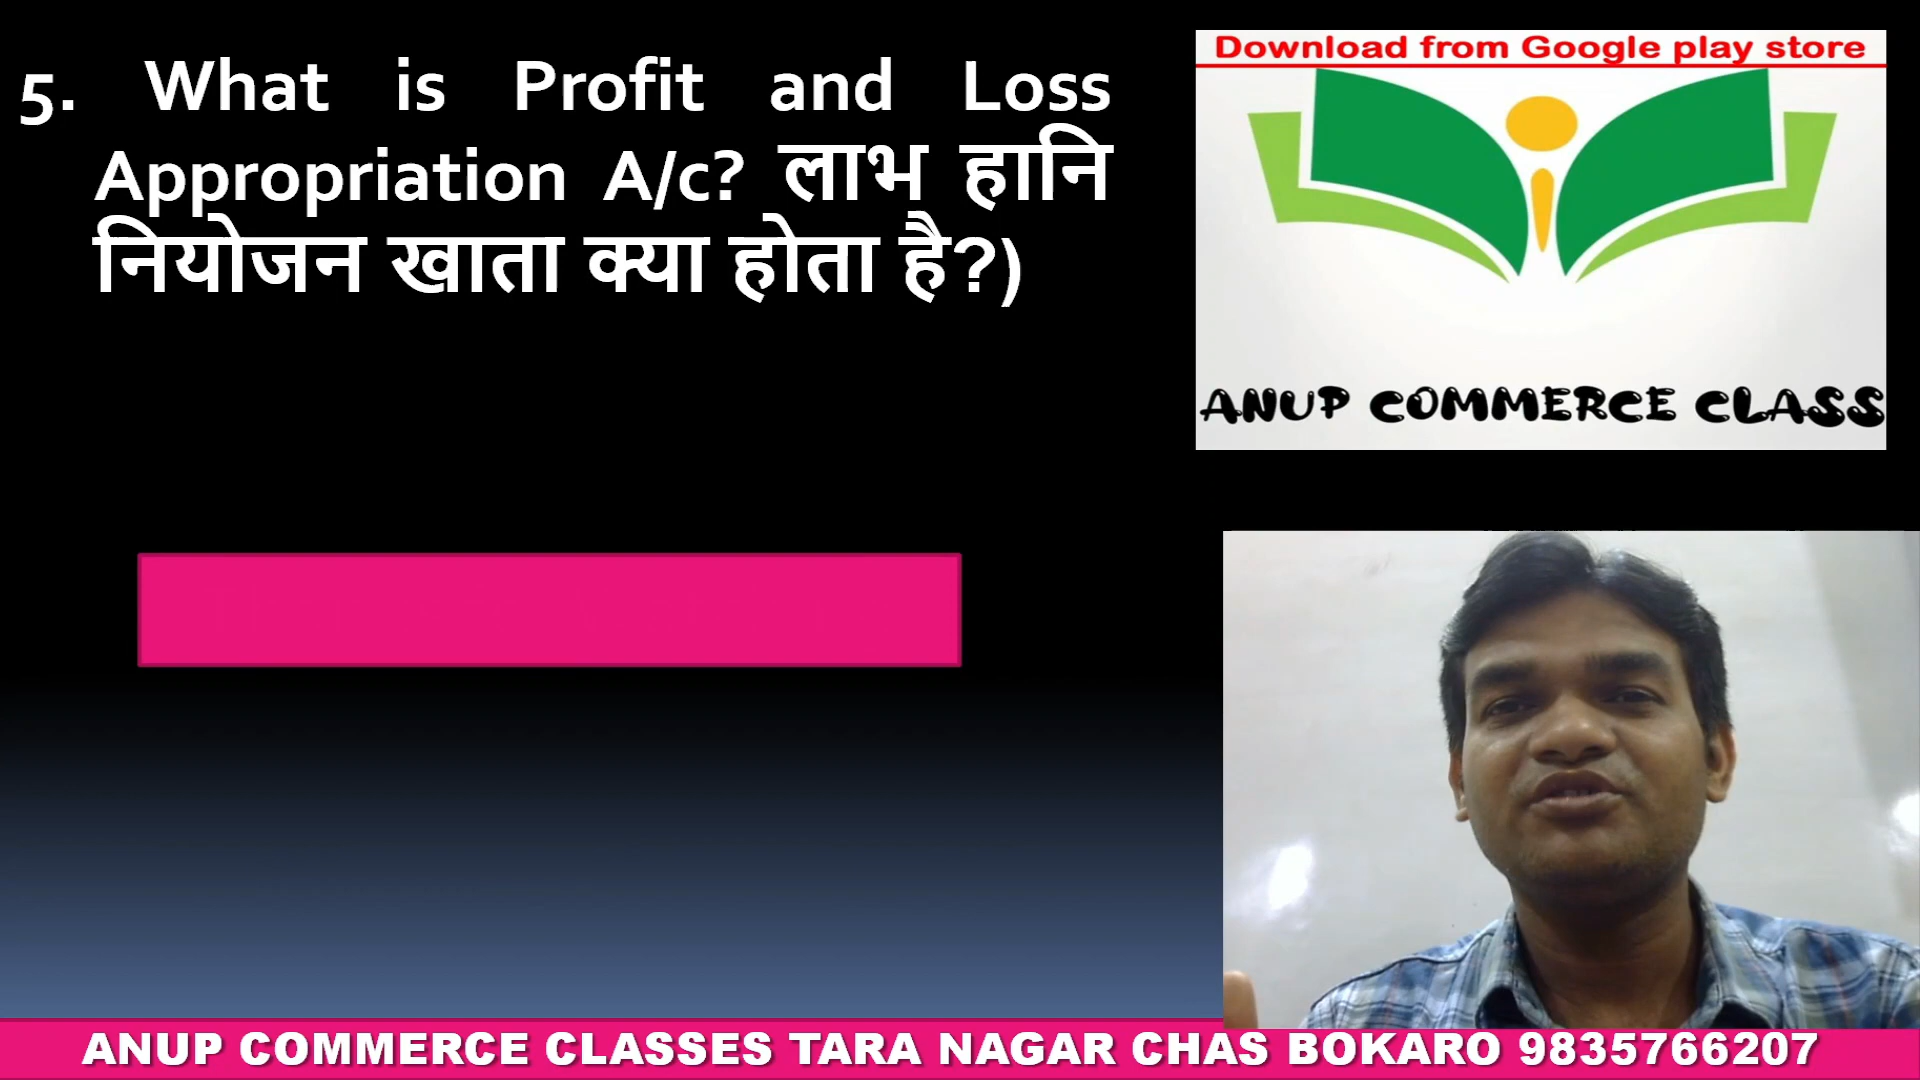 5. What is Profit and Loss
Appropriation A/c? लाभ हानि
नियोजन खाता क्या होता है?)
Download from Google play store
ANUP COMMERCE CLASS
ANUP COMMERCE CLASSES TARA NAGAR CHAS BOKARO 9835766207